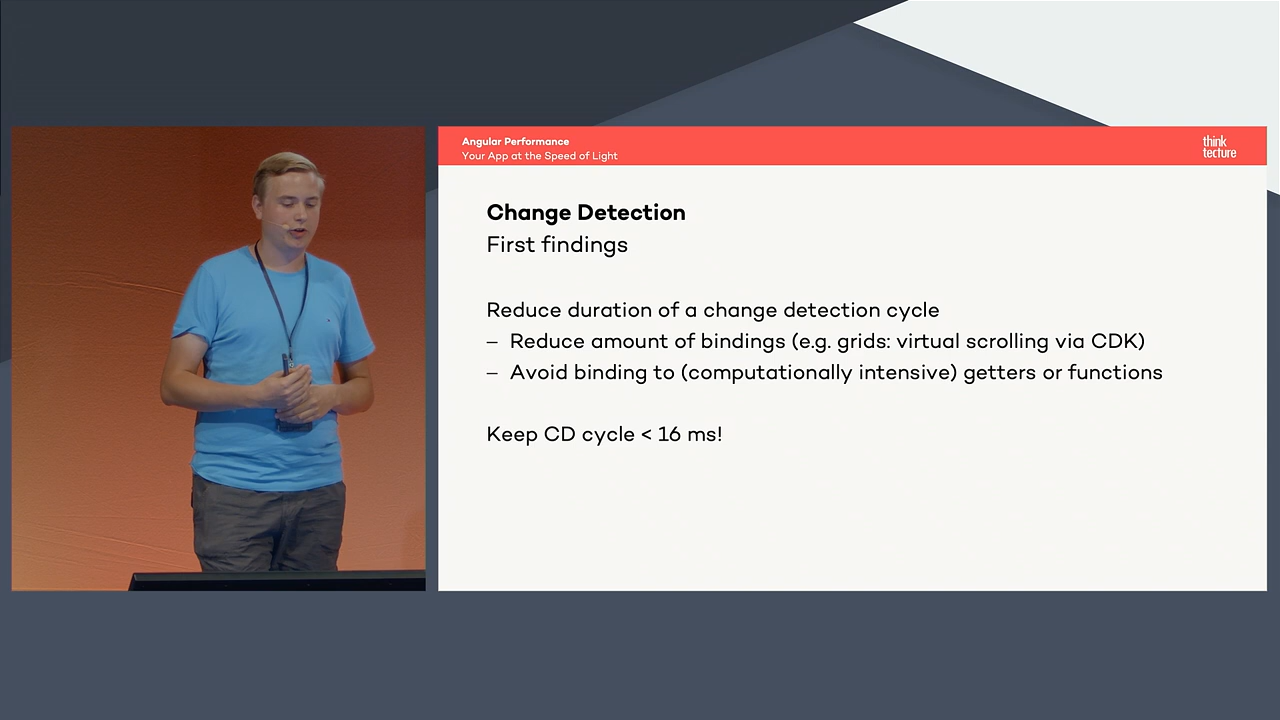 Angular Performance
Your App at the Speed of Light
think
tecture
Change Detection
First findings
Reduce duration of a change detection cycle
– Reduce amount of bindings (e.g. grids: virtual scrolling via CDK)
– Avoid binding to (computationally intensive) getters or functions
Keep CD cycle < 16 ms!